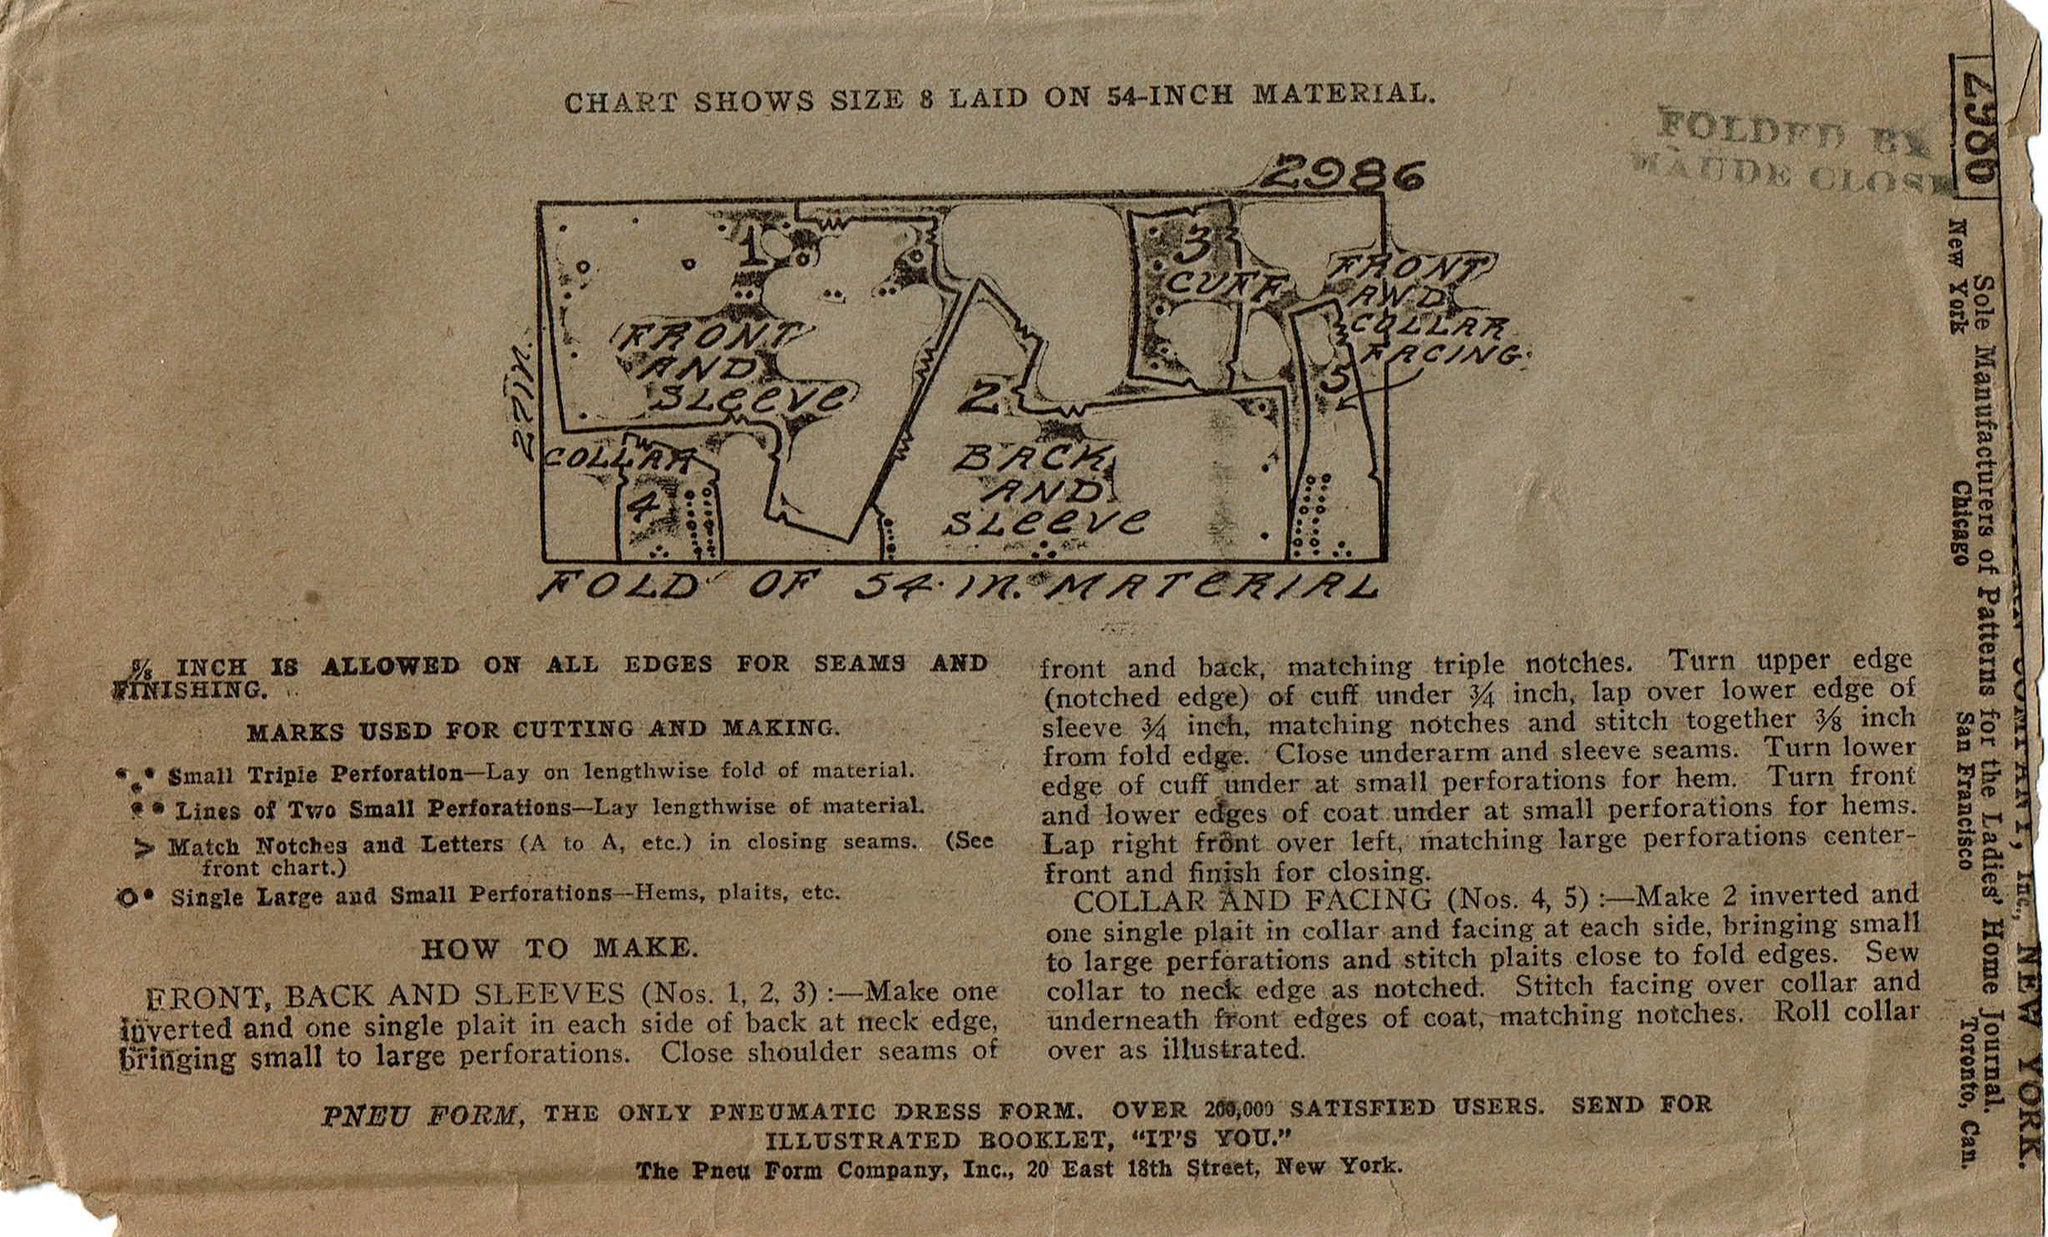 CHART SHOWS SIZE 8 LAID ON 54-INCH MATERIAL.
FOLDED BY
MAUDE CLOSE
2986
1
FRONT
AND
SLEEVE
22IN.
COLLAR
4
2
BACK
AND
SLEEVE
3
CUFF
FRONT
AND
COLLAR
FACING
5
FOLD OF 54-IN. MATERIAL
⅜ INCH IS ALLOWED ON ALL EDGES FOR SEAMS AND
FINISHING.
MARKS USED FOR CUTTING AND MAKING.
Small Triple Perforation—Lay on lengthwise fold of material.
Lines of Two Small Perforations—Lay lengthwise of material.
Match Notches and Letters (A to A, etc.) in closing seams. (See
front chart.)
Single Large and Small Perforations—Hems, plaits, etc.
HOW TO MAKE.
FRONT, BACK AND SLEEVES (Nos. 1, 2, 3) :—Make one
inverted and one single plait in each side of back at neck edge,
bringing small to large perforations. Close shoulder seams of
front and back, matching triple notches. Turn upper edge
(notched edge) of cuff under ¾ inch, lap over lower edge of
sleeve ¾ inch, matching notches and stitch together ⅜ inch
from fold edge. Close underarm and sleeve seams. Turn lower
edge of cuff under at small perforations for hem. Turn front
and lower edges of coat under at small perforations for hems.
Lap right front over left, matching large perforations center-
front and finish for closing.
COLLAR AND FACING (Nos. 4, 5) :—Make 2 inverted and
one single plait in collar and facing at each side, bringing small
to large perforations and stitch plaits close to fold edges. Sew
collar to neck edge as notched. Stitch facing over collar and
underneath front edges of coat, matching notches. Roll collar
over as illustrated.
PNEU FORM, THE ONLY PNEUMATIC DRESS FORM. OVER 200,000 SATISFIED USERS. SEND FOR
ILLUSTRATED BOOKLET, "IT'S YOU."
The Pneu Form Company, Inc., 20 East 18th Street, New York.
2986
COMPANY, Inc., NEW YORK.
Sole Manufacturers of Patterns for the Ladies' Home Journal.
New York Chicago San Francisco Toronto, Can.